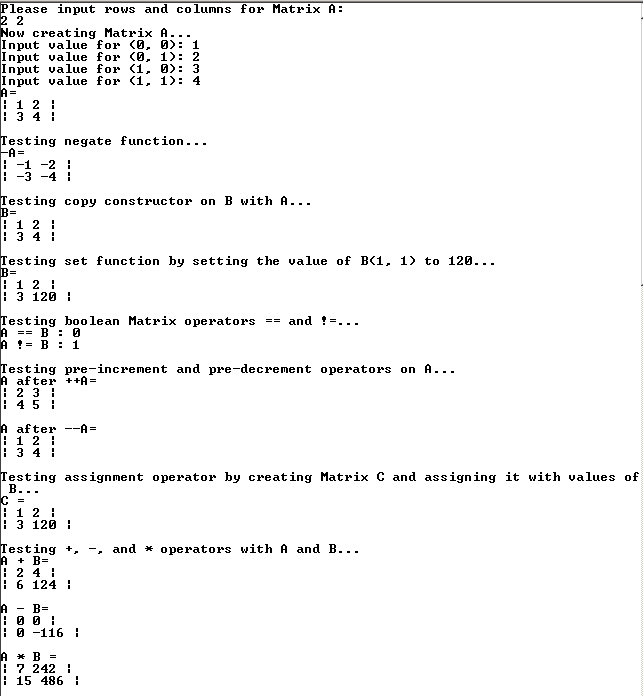 Please input rows and columns for Matrix A:
2 2
Now creating Matrix A...
Input value for (0, 0): 1
Input value for (0, 1): 2
Input value for (1, 0): 3
Input value for (1, 1): 4
A=
¦ 1 2 ¦
¦ 3 4 ¦
Testing negate function...
-A=
¦ -1 -2 ¦
¦ -3 -4 ¦
Testing copy constructor on B with A...
B=
¦ 1 2 ¦
¦ 3 4 ¦
Testing set function by setting the value of B(1, 1) to 120...
B=
¦ 1 2 ¦
¦ 3 120 ¦
Testing boolean Matrix operators == and !=...
A == B : 0
A != B : 1
Testing pre-increment and pre-decrement operators on A...
A after ++A=
¦ 2 3 ¦
¦ 4 5 ¦
A after --A=
¦ 1 2 ¦
¦ 3 4 ¦
Testing assignment operator by creating Matrix C and assigning it with values of
B...
C =
¦ 1 2 ¦
¦ 3 120 ¦
Testing +, -, and * operators with A and B...
A + B=
¦ 2 4 ¦
¦ 6 124 ¦
A - B=
¦ 0 0 ¦
¦ 0 -116 ¦
A * B =
¦ 7 242 ¦
¦ 15 486 ¦